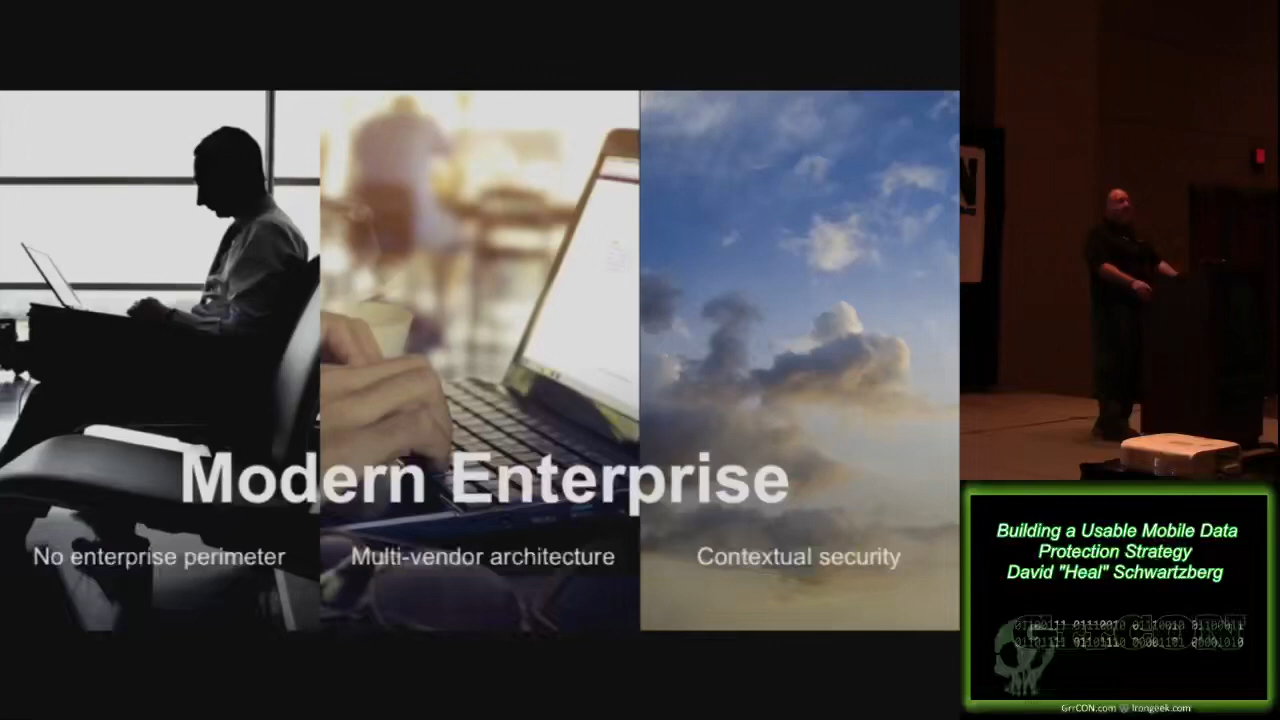 Modern Enterprise
No enterprise perimeter
Multi-vendor architecture
Contextual security
N
Building a Usable Mobile Data
Protection Strategy
David "Heal" Schwartzberg
GrrCON
GrrCON.com Irongeek.com